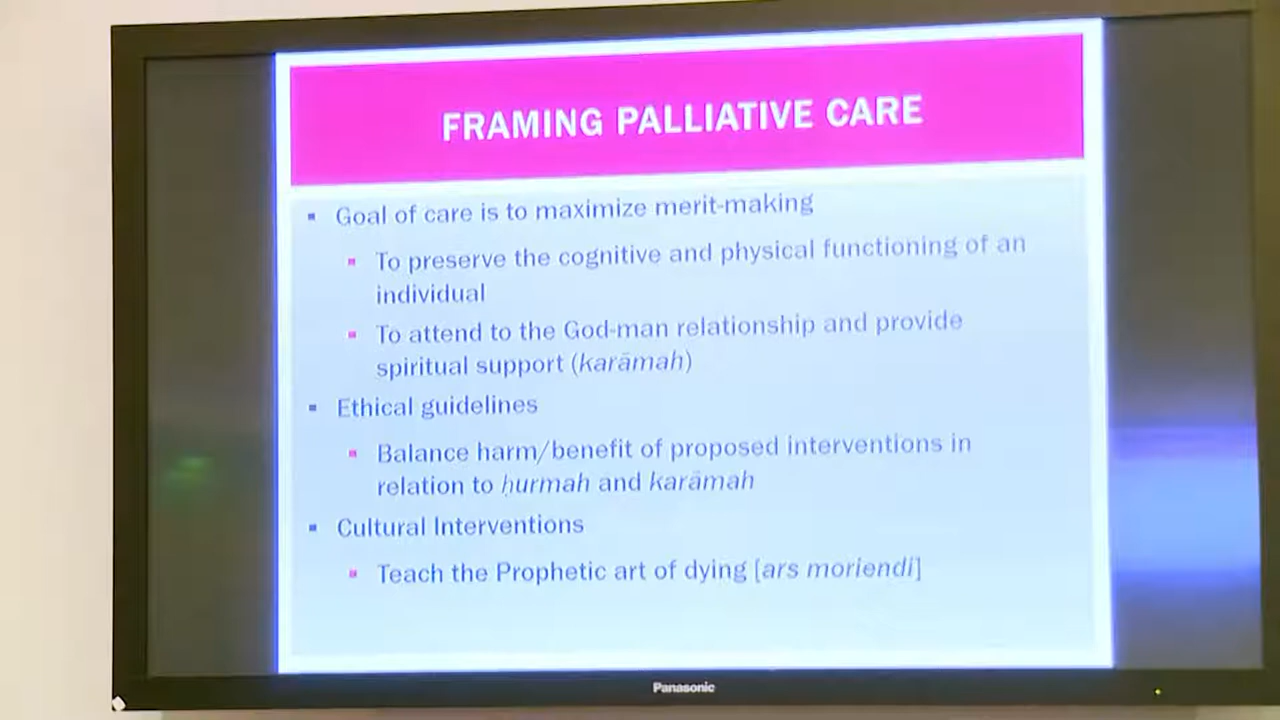 FRAMING PALLIATIVE CARE
▪ Goal of care is to maximize merit-making
▪ To preserve the cognitive and physical functioning of an
individual
▪ To attend to the God-man relationship and provide
spiritual support (karāmah)
▪ Ethical guidelines
▪ Balance harm/benefit of proposed interventions in
relation to ḥurmah and karāmah
▪ Cultural Interventions
▪ Teach the Prophetic art of dying [ars moriendi]
Panasonic